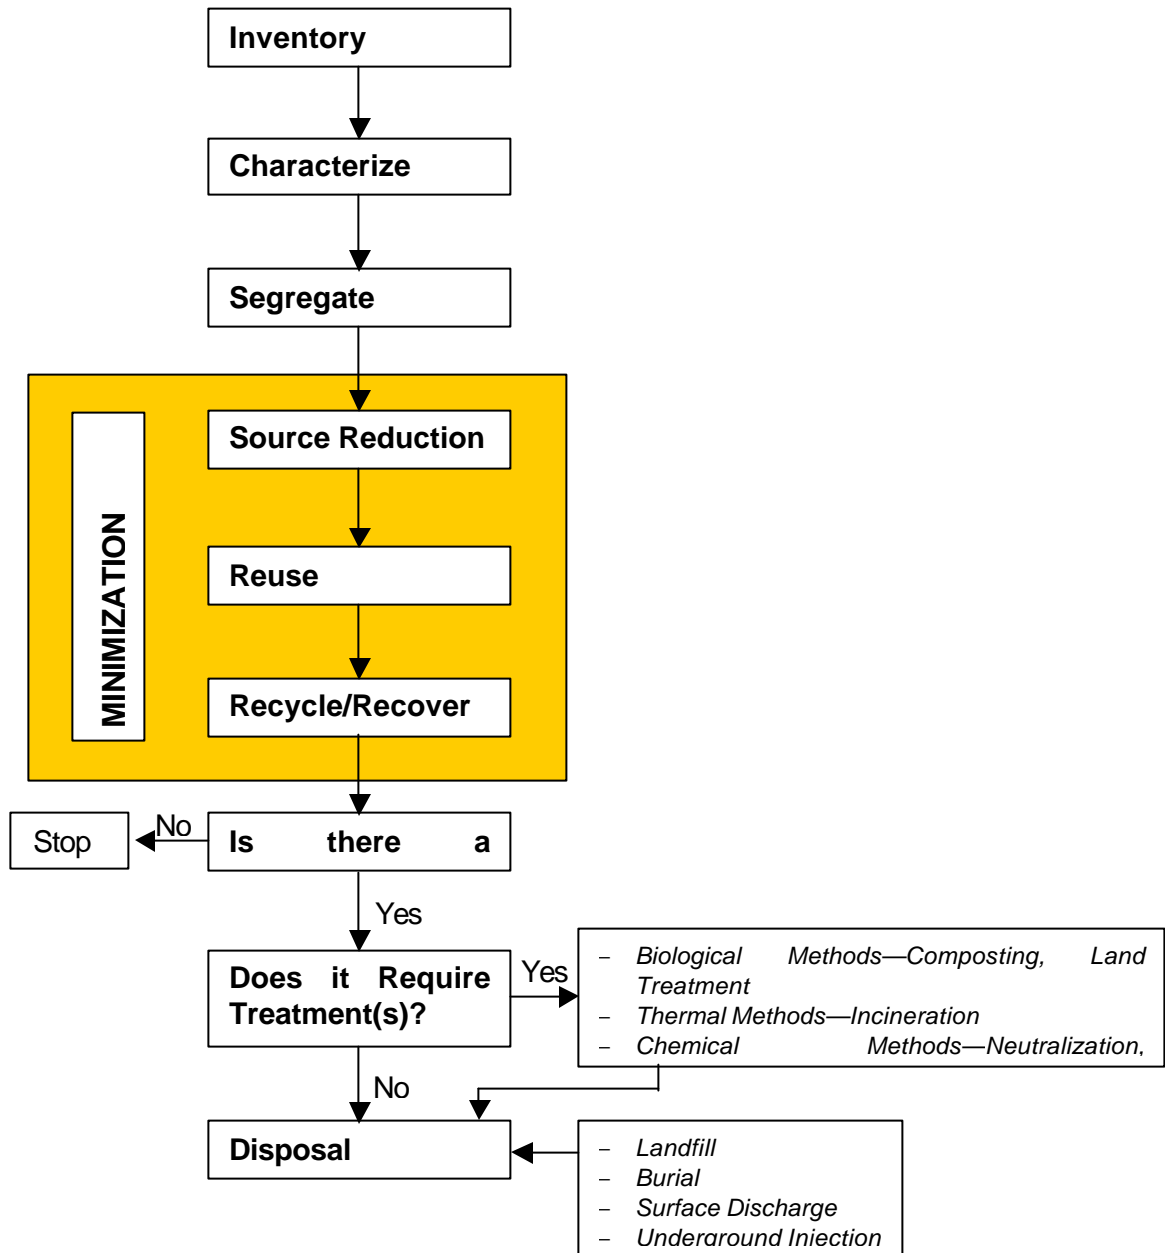 Inventory
Characterize
Segregate
MINIMIZATION
Source Reduction
Reuse
Recycle/Recover
Stop
No
Is there a
Yes
Does it Require
Treatment(s)?
Yes
– Biological Methods—Composting, Land
Treatment
– Thermal Methods—Incineration
– Chemical Methods—Neutralization,
No
Disposal
– Landfill
– Burial
– Surface Discharge
– Underground Injection